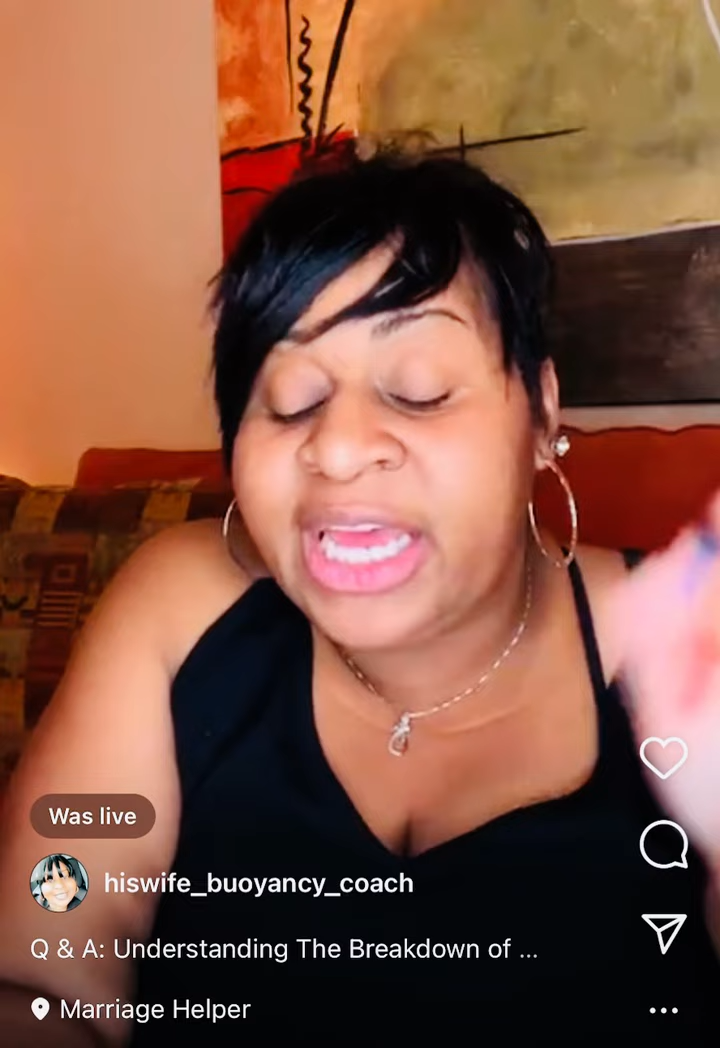 Was live
hiswife_buoyancy_coach
Q & A: Understanding The Breakdown of ...
Marriage Helper